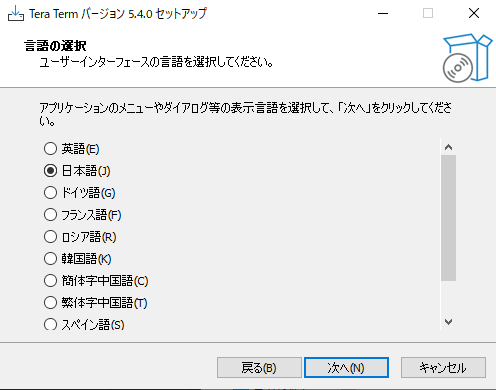 Tera Term バージョン 5.4.0 セットアップ
言語の選択
ユーザーインターフェースの言語を選択してください。
アプリケーションのメニューやダイアログ等の表示言語を選択して、「次へ」をクリックしてくださ
い。
英語(E)
日本語(J)
ドイツ語(G)
フランス語(F)
ロシア語(R)
韓国語(K)
簡体字中国語(C)
繁体字中国語(T)
スペイン語(S)
戻る(B) 次へ(N) キャンセル